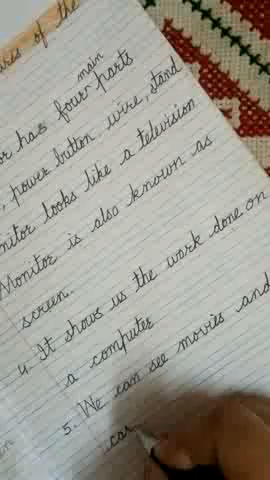 of the
has four main parts
power button wire, stand
looks like a television
Monitor is also known as
screen.
4. It shows us the work done on
a computer
5. We can see movies and
car